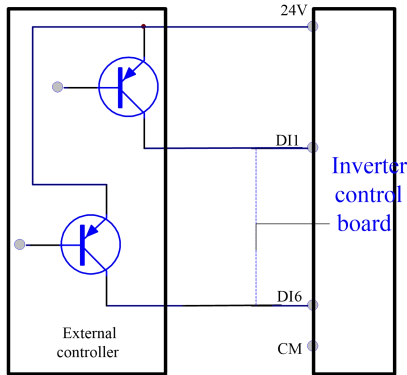 24V
DI1
Inverter
control
board
DI6
External
controller
CM